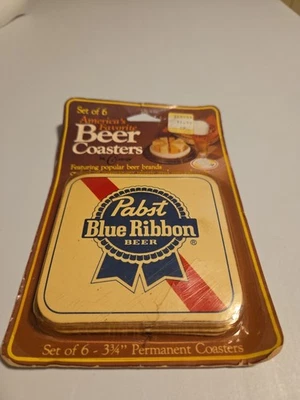 Set of 6
America's
Favorite
Beer
Coasters
Featuring popular beer brands
Pabst
Blue Ribbon
BEER
®
Set of 6 - 3¾" Permanent Coasters